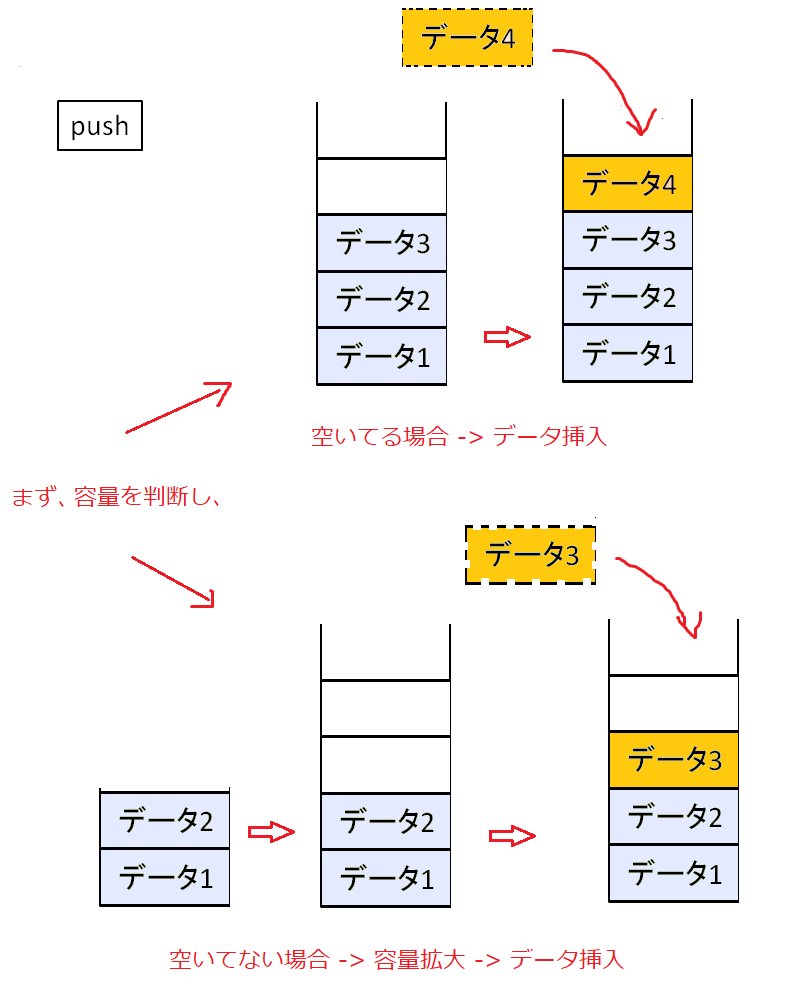 データ4
push
データ4
データ3
データ3
データ2
データ2
データ1
データ1
空いてる場合 -> データ挿入
まず、容量を判断し、
データ3
データ3
データ2
データ2
データ2
データ1
データ1
データ1
空いてない場合 -> 容量拡大 -> データ挿入